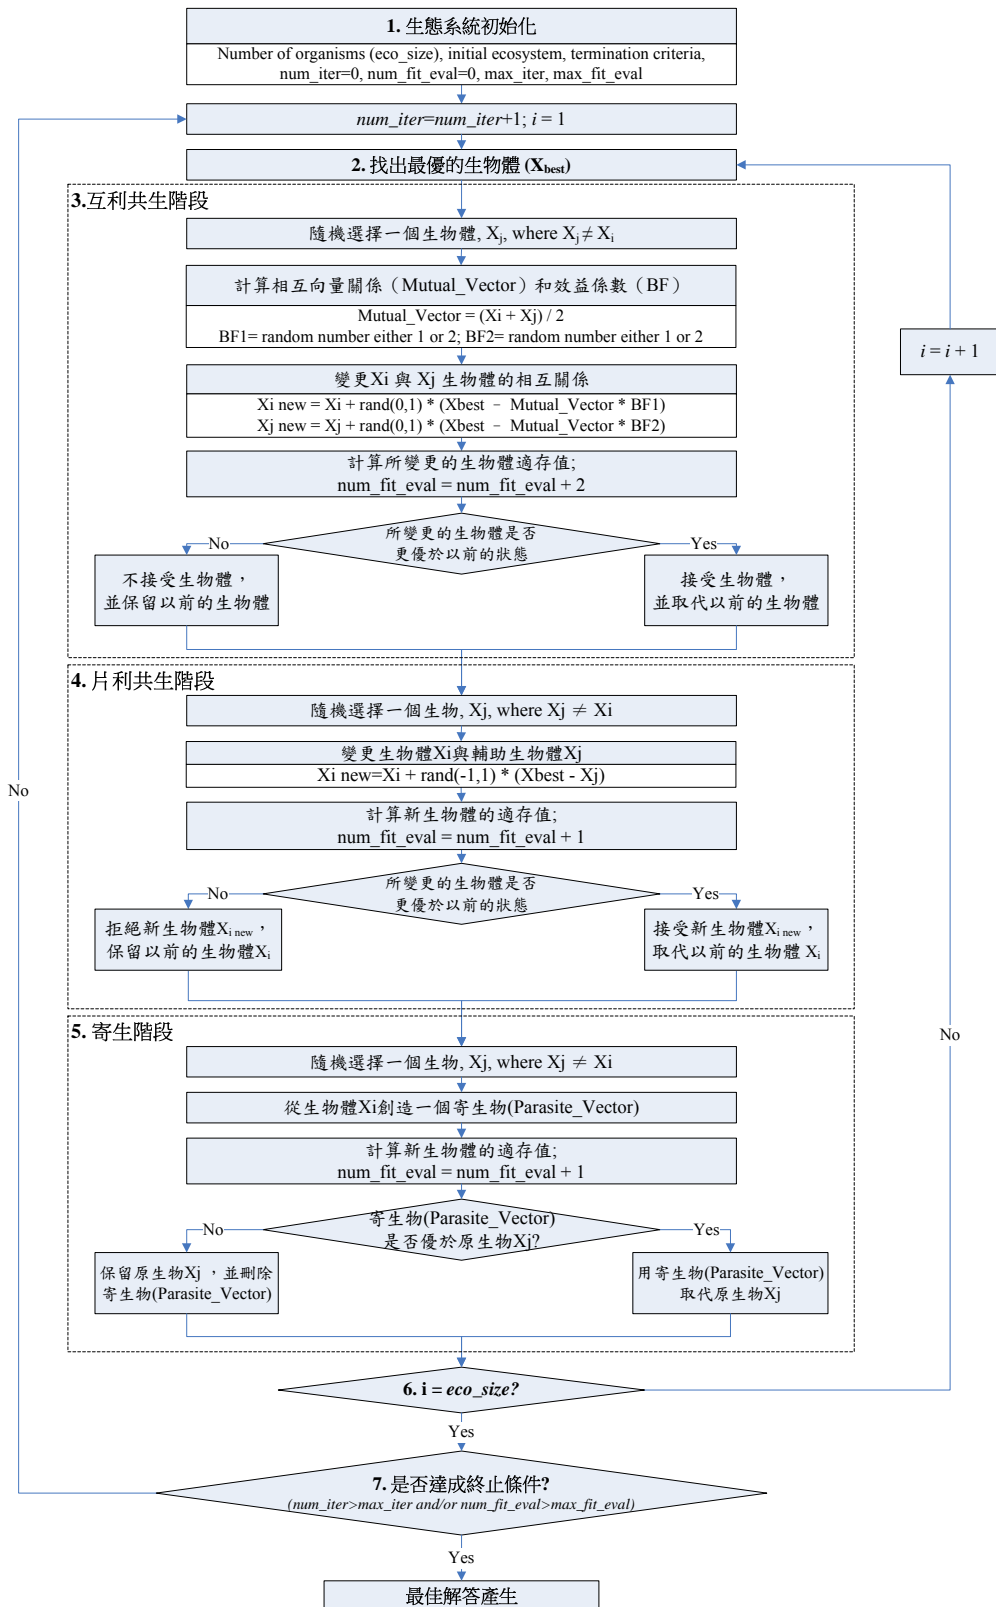 1. 生態系統初始化
Number of organisms (eco_size), initial ecosystem, termination criteria,
num_iter=0, num_fit_eval=0, max_iter, max_fit_eval
num_iter=num_iter+1; i = 1
2. 找出最優的生物體 (Xbest)
3.互利共生階段
隨機選擇一個生物體, Xj, where Xj ≠ Xi
計算相互向量關係（Mutual_Vector）和效益係數（BF）
Mutual_Vector = (Xi + Xj) / 2
BF1= random number either 1 or 2; BF2= random number either 1 or 2
變更Xi 與 Xj 生物體的相互關係
Xi new = Xi + rand(0,1) * (Xbest – Mutual_Vector * BF1)
Xj new = Xj + rand(0,1) * (Xbest – Mutual_Vector * BF2)
計算所變更的生物體適存值;
num_fit_eval = num_fit_eval + 2
所變更的生物體是否
更優於以前的狀態
No
Yes
不接受生物體，
並保留以前的生物體
接受生物體，
並取代以前的生物體
i = i + 1
4. 片利共生階段
隨機選擇一個生物, Xj, where Xj ≠ Xi
變更生物體Xi與輔助生物體Xj
Xi new=Xi + rand(-1,1) * (Xbest - Xj)
計算新生物體的適存值;
num_fit_eval = num_fit_eval + 1
所變更的生物體是否
更優於以前的狀態
No
Yes
拒絕新生物體Xi new，
保留以前的生物體Xi
接受新生物體Xi new，
取代以前的生物體 Xi
No
5. 寄生階段
隨機選擇一個生物, Xj, where Xj ≠ Xi
從生物體Xi創造一個寄生物(Parasite_Vector)
計算新生物體的適存值;
num_fit_eval = num_fit_eval + 1
寄生物(Parasite_Vector)
是否優於原生物Xj?
No
Yes
保留原生物Xj ，並刪除
寄生物(Parasite_Vector)
用寄生物(Parasite_Vector)
取代原生物Xj
No
6. i = eco_size?
Yes
7. 是否達成終止條件?
(num_iter>max_iter and/or num_fit_eval>max_fit_eval)
Yes
最佳解答產生